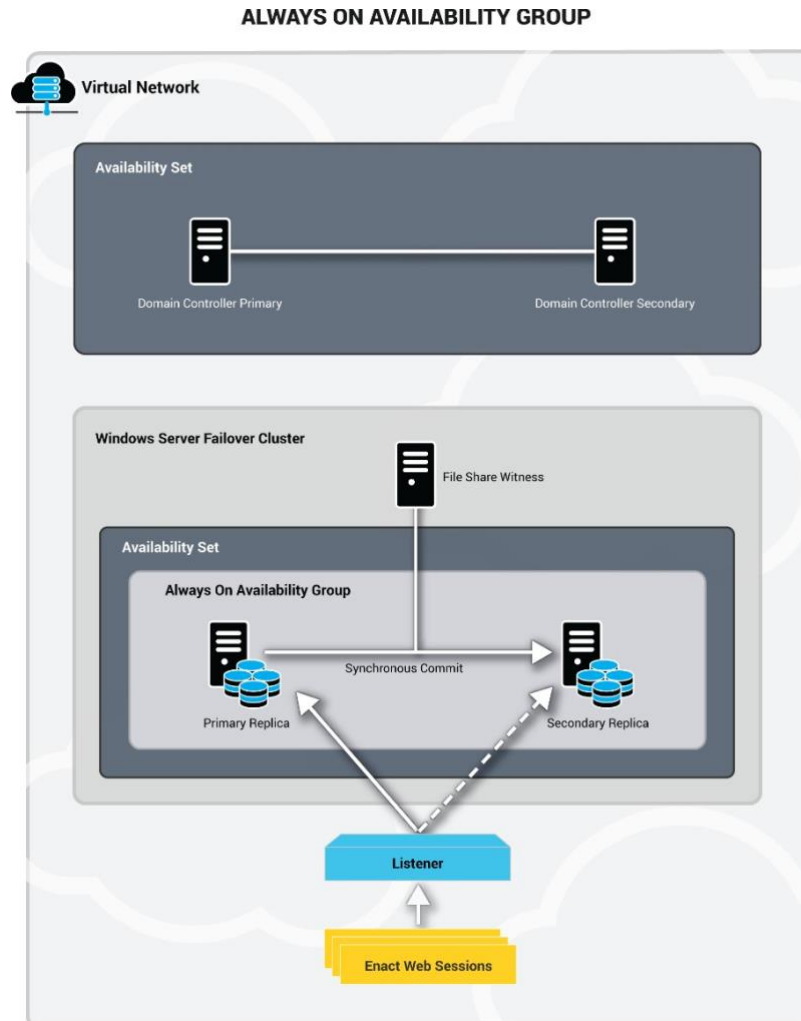 ALWAYS ON AVAILABILITY GROUP
Virtual Network
Availability Set
Domain Controller Primary
Domain Controller Secondary
Windows Server Failover Cluster
File Share Witness
Availability Set
Always On Availability Group
Synchronous Commit
Primary Replica
Secondary Replica
Listener
Enact Web Sessions